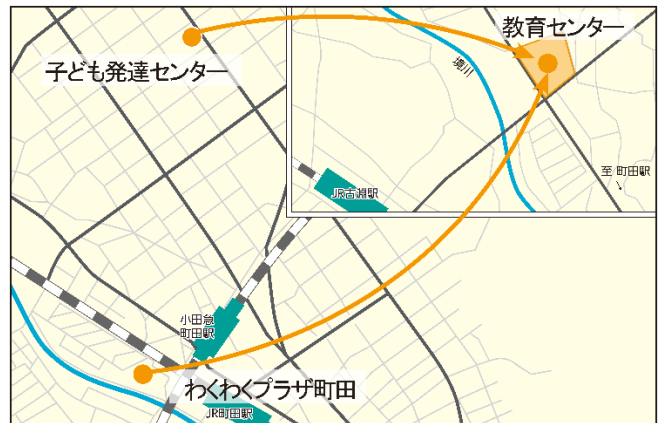 教育センター
子ども発達センター
境川
至 町田駅
JR古淵駅
小田急
町田駅
わくわくプラザ町田
JR町田駅